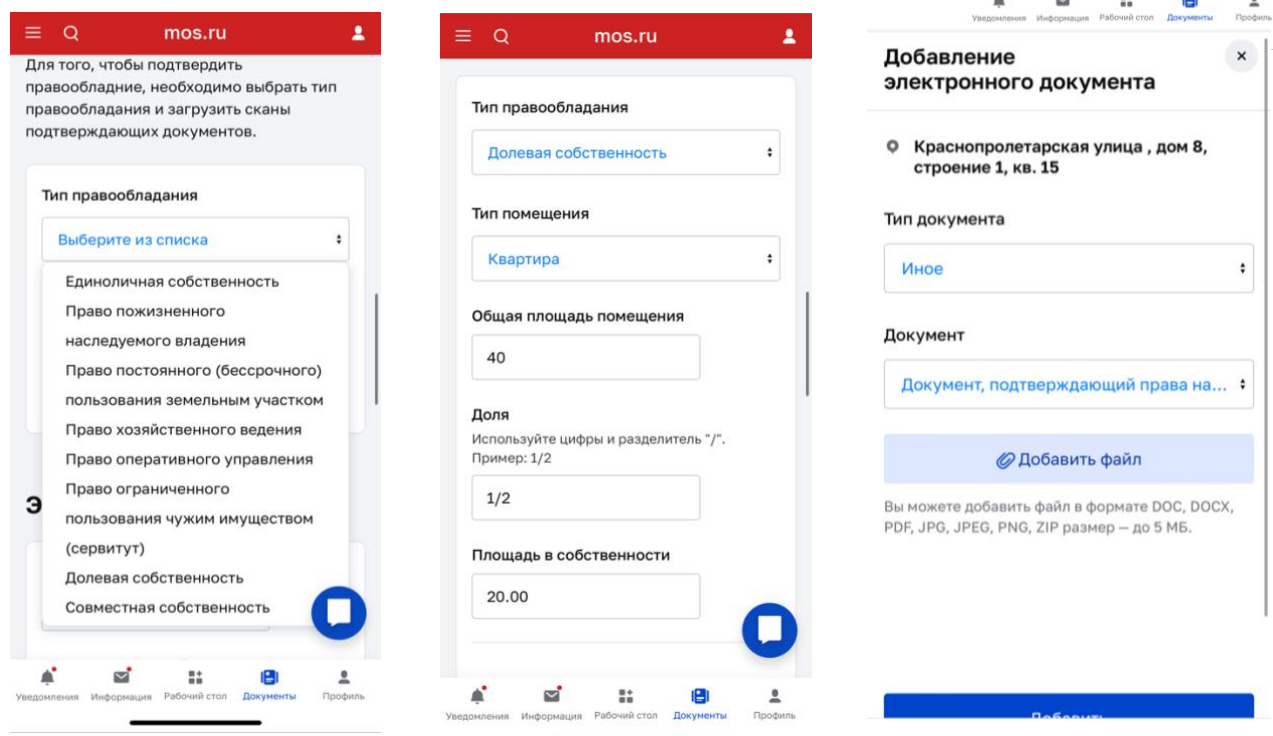 mos.ru
Для того, чтобы подтвердить
правообладние, необходимо выбрать тип
правообладания и загрузить сканы
подтверждающих документов.
Тип правообладания
Выберите из списка
Единоличная собственность
Право пожизненного
наследуемого владения
Право постоянного (бессрочного)
пользования земельным участком
Право хозяйственного ведения
Право оперативного управления
Право ограниченного
пользования чужим имуществом
(сервитут)
Долевая собственность
Совместная собственность
Э
Уведомления Информация Рабочий стол Документы Профиль
mos.ru
Тип правообладания
Долевая собственность
Тип помещения
Квартира
Общая площадь помещения
40
Доля
Используйте цифры и разделитель "/".
Пример: 1/2
1/2
Площадь в собственности
20.00
Уведомления Информация Рабочий стол Документы Профиль
Уведомления Информация Рабочий стол Документы Профиль
Добавление
электронного документа
Краснопролетарская улица , дом 8,
строение 1, кв. 15
Тип документа
Иное
Документ
Документ, подтверждающий права на...
Добавить файл
Вы можете добавить файл в формате DOC, DOCX,
PDF, JPG, JPEG, PNG, ZIP размер — до 5 МБ.
Добавить